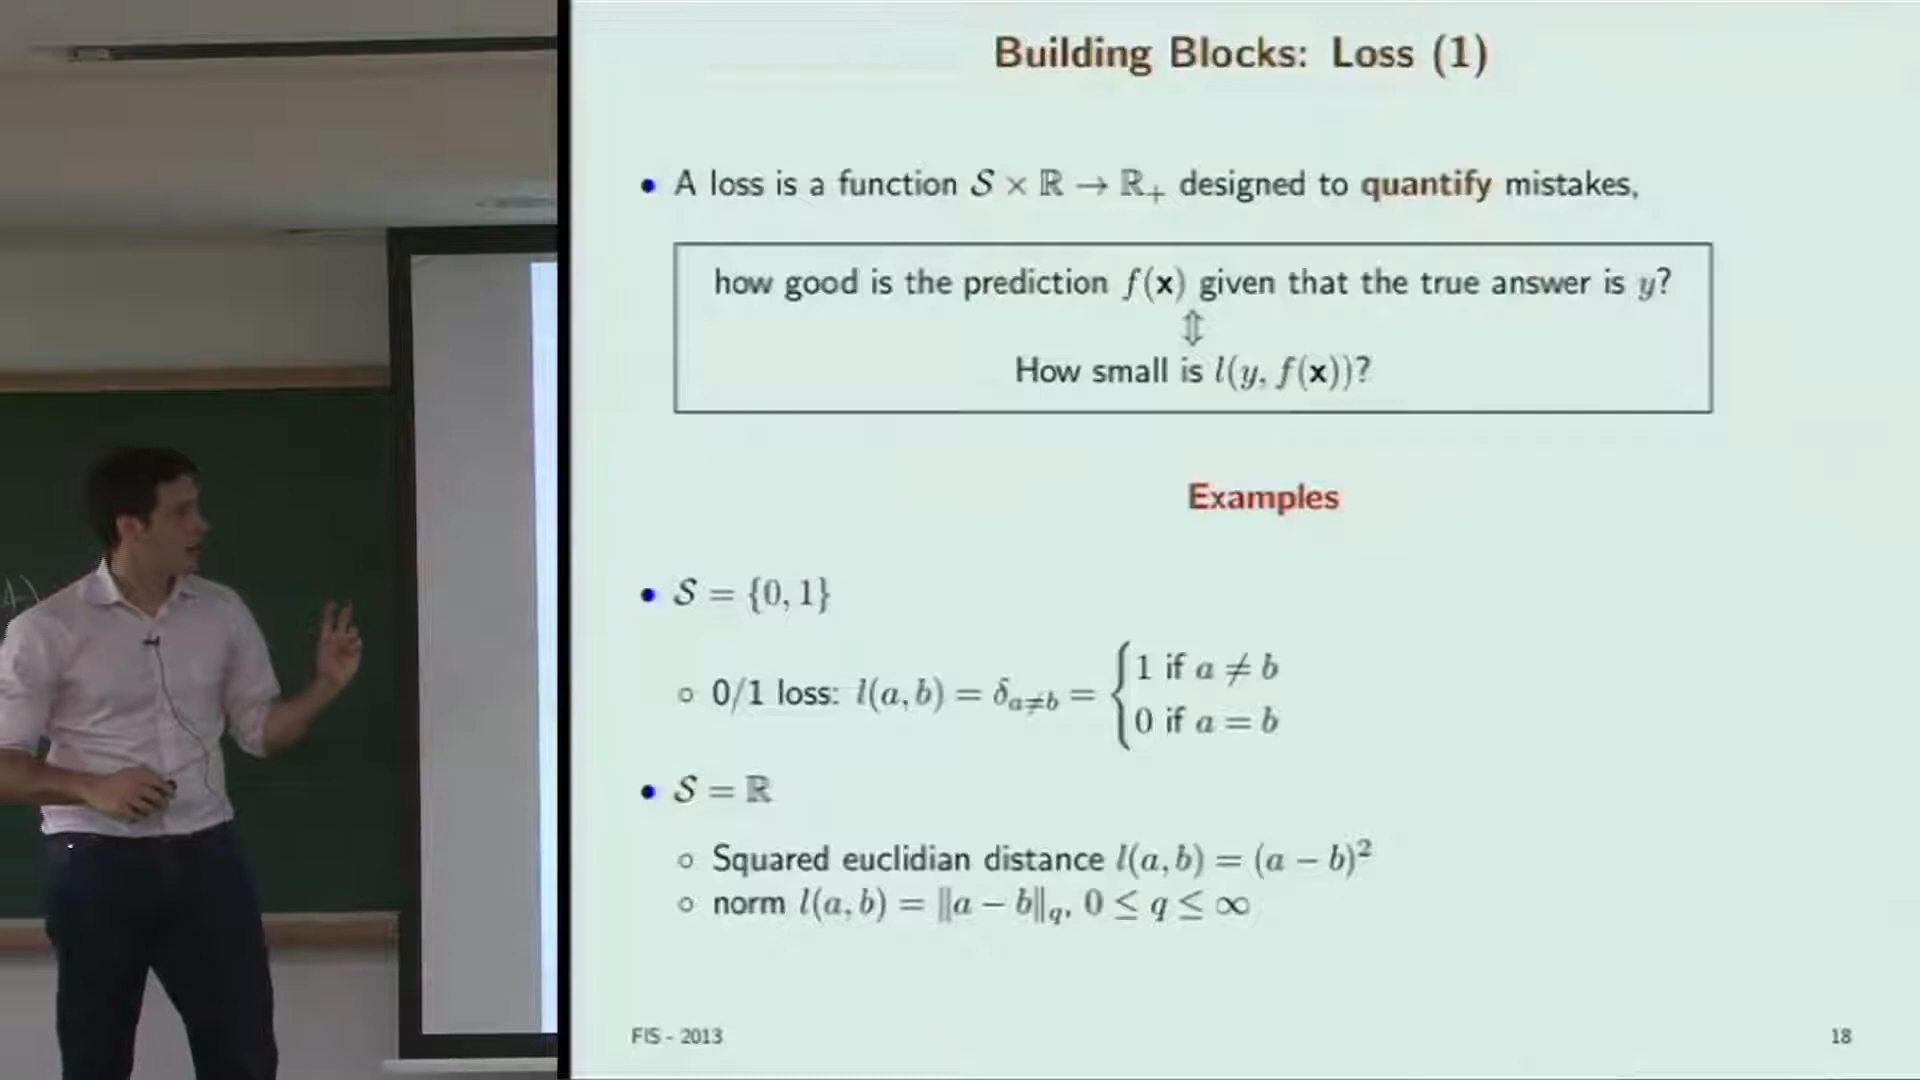 Building Blocks: Loss (1)
• A loss is a function 𝒮 × ℝ → ℝ₊ designed to quantify mistakes,
how good is the prediction f(x) given that the true answer is y?
⇕
How small is l(y, f(x))?
Examples
• 𝒮 = {0, 1}
○ 0/1 loss: l(a, b) = δ_{a≠b} = { 1 if a ≠ b
0 if a = b
• 𝒮 = ℝ
○ Squared euclidian distance l(a, b) = (a − b)²
○ norm l(a, b) = ‖a − b‖_q, 0 ≤ q ≤ ∞
FIS - 2013
18